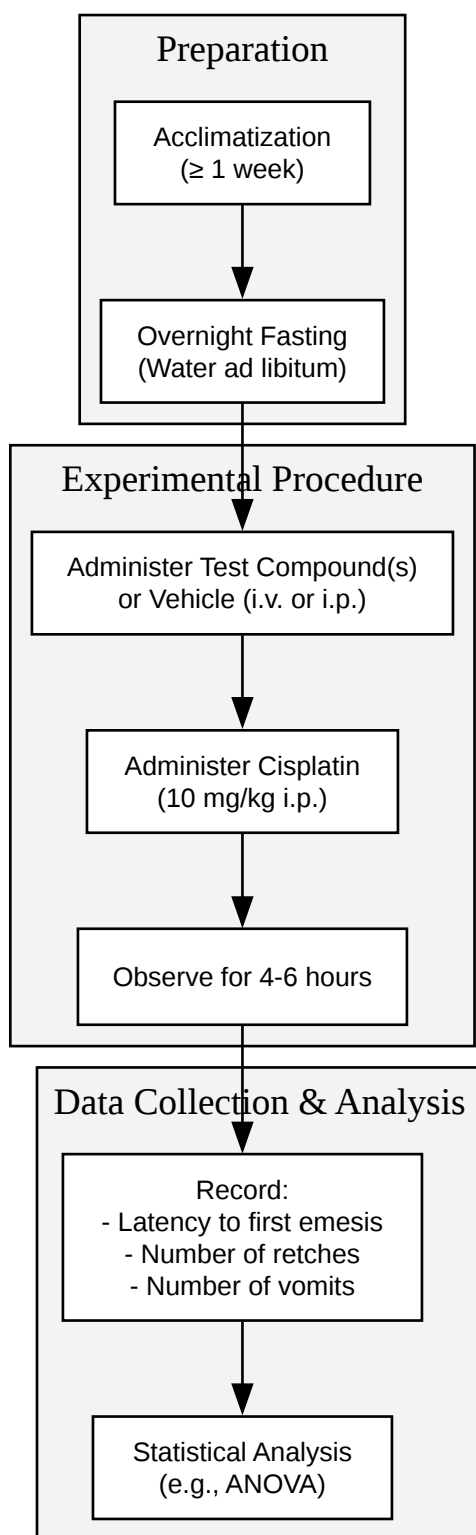 Preparation
Acclimatization
(≥ 1 week)
Overnight Fasting
(Water ad libitum)
Experimental Procedure
Administer Test Compound(s)
or Vehicle (i.v. or i.p.)
Administer Cisplatin
(10 mg/kg i.p.)
Observe for 4-6 hours
Data Collection & Analysis
Record:
- Latency to first emesis
- Number of retches
- Number of vomits
Statistical Analysis
(e.g., ANOVA)